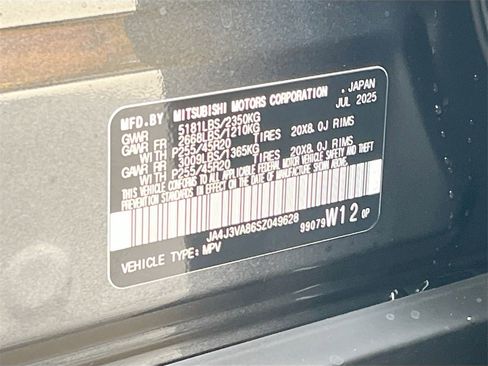 MFD.BY MITSUBISHI MOTORS CORPORATION , JAPAN
GVWR 5181LBS/2350KG JUL 2025
GAWR FR 2668LBS/1210KG
WITH P255/45R20 TIRES 20X8.0J RIMS
GAWR RR 3009LBS/1365KG
WITH P255/45R20 TIRES 20X8.0J RIMS
THIS VEHICLE CONFORMS TO ALL APPLICABLE FEDERAL MOTOR VEHICLE SAFETY AND THEFT
PREVENTION STANDARDS IN EFFECT ON THE DATE OF MANUFACTURE SHOWN ABOVE.
JA4J3VA86SZ049628
99079 W12 0P
VEHICLE TYPE: MPV